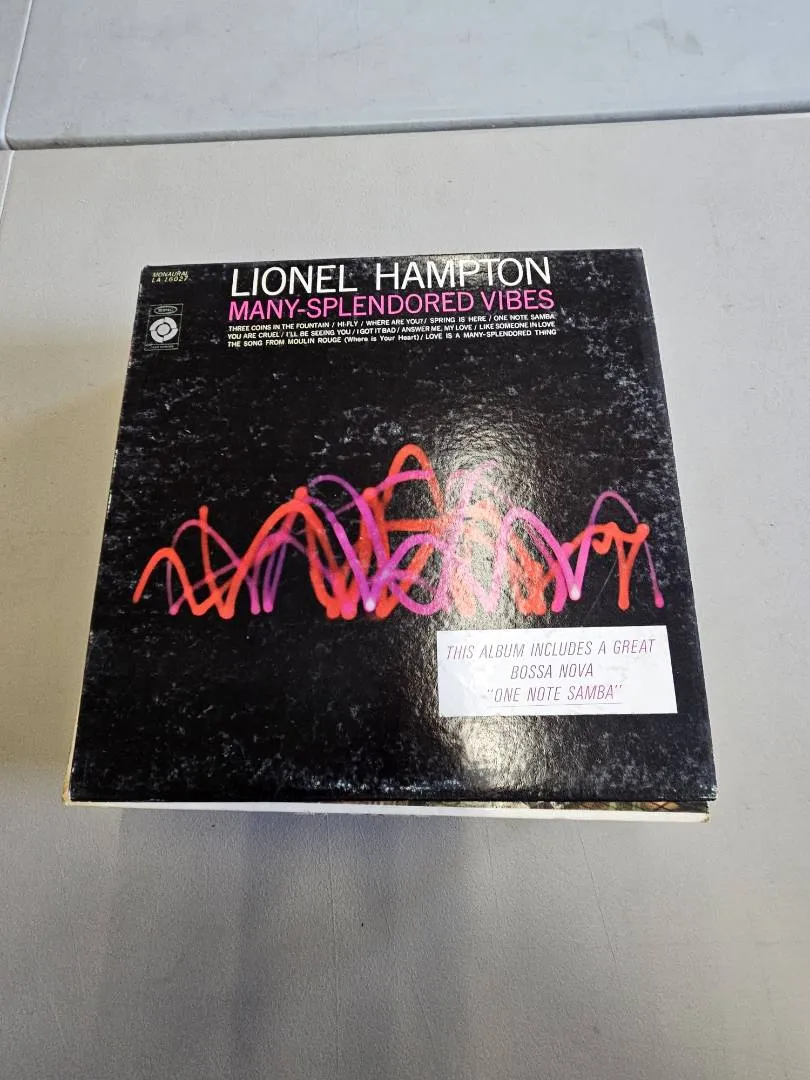 MONAURAL
LA 16027
LIONEL HAMPTON
MANY-SPLENDORED VIBES
THREE COINS IN THE FOUNTAIN / HI-FLY / WHERE ARE YOU? / SPRING IS HERE / ONE NOTE SAMBA
YOU ARE CRUEL / I'LL BE SEEING YOU / I GOT IT BAD / ANSWER ME, MY LOVE / LIKE SOMEONE IN LOVE
THE SONG FROM MOULIN ROUGE (Where is Your Heart) / LOVE IS A MANY-SPLENDORED THING
THIS ALBUM INCLUDES A GREAT
BOSSA NOVA
"ONE NOTE SAMBA"